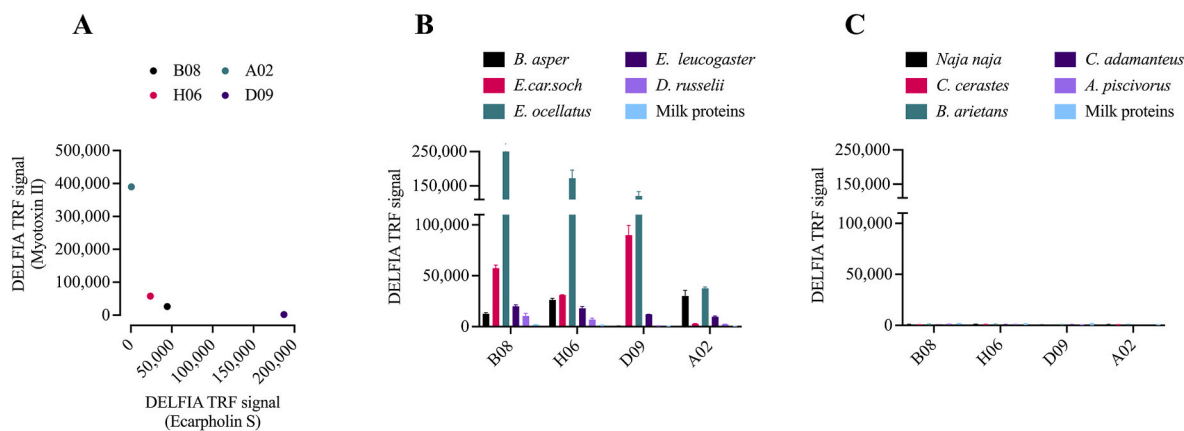 A
B08 A02
H06 D09
500,000
400,000
300,000
200,000
100,000
0
DELFIA TRF signal
(Myotoxin II)
0 50,000 100,000 150,000 200,000
DELFIA TRF signal
(Ecarpholin S)
B
B. asper E. leucogaster
E.car.soch D. russelii
E. ocellatus Milk proteins
250,000
150,000
100,000
50,000
0
DELFIA TRF signal
B08 H06 D09 A02
C
Naja naja C. adamanteus
C. cerastes A. piscivorus
B. arietans Milk proteins
250,000
150,000
100,000
50,000
0
DELFIA TRF signal
B08 H06 D09 A02